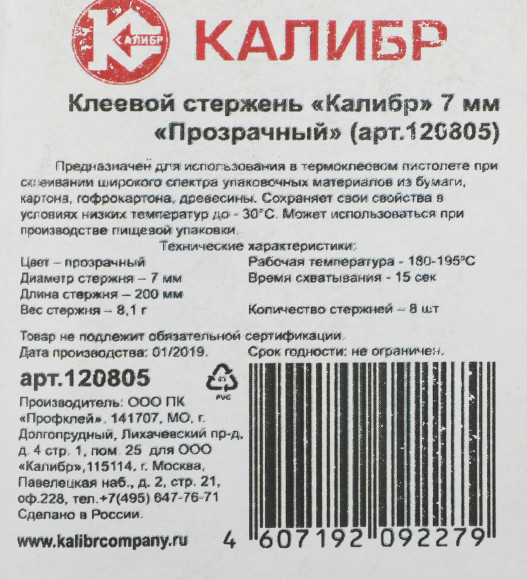 КАЛИБР КАЛИБР
Клеевой стержень «Калибр» 7 мм
«Прозрачный» (арт.120805)
Предназначен для использования в термоклеевом пистолете при
склеивании широкого спектра упаковочных материалов из бумаги,
картона, гофрокартона, древесины. Сохраняет свои свойства в
условиях низких температур до - 30°С. Может использоваться при
производстве пищевой упаковки.
Технические характеристики:
Цвет – прозрачный Рабочая температура - 180-195°С
Диаметр стержня – 7 мм Время схватывания - 15 сек
Длина стержня – 200 мм
Вес стержня – 8,1 г Количество стержней – 8 шт
Товар не подлежит обязательной сертификации.
Дата производства: 01/2019. Срок годности: не ограничен.
арт.120805
PVC
Производитель: ООО ПК
«Профклей». 141707, МО, г.
Долгопрудный, Лихачевский пр-д,
д. 4 стр. 1, пом. 25 для ООО
«Калибр»,115114, г. Москва,
Павелецкая наб., д. 2, стр. 21,
оф.228, тел.+7(495) 647-76-71
Сделано в России.
www.kalibrcompany.ru
4 607192 092279